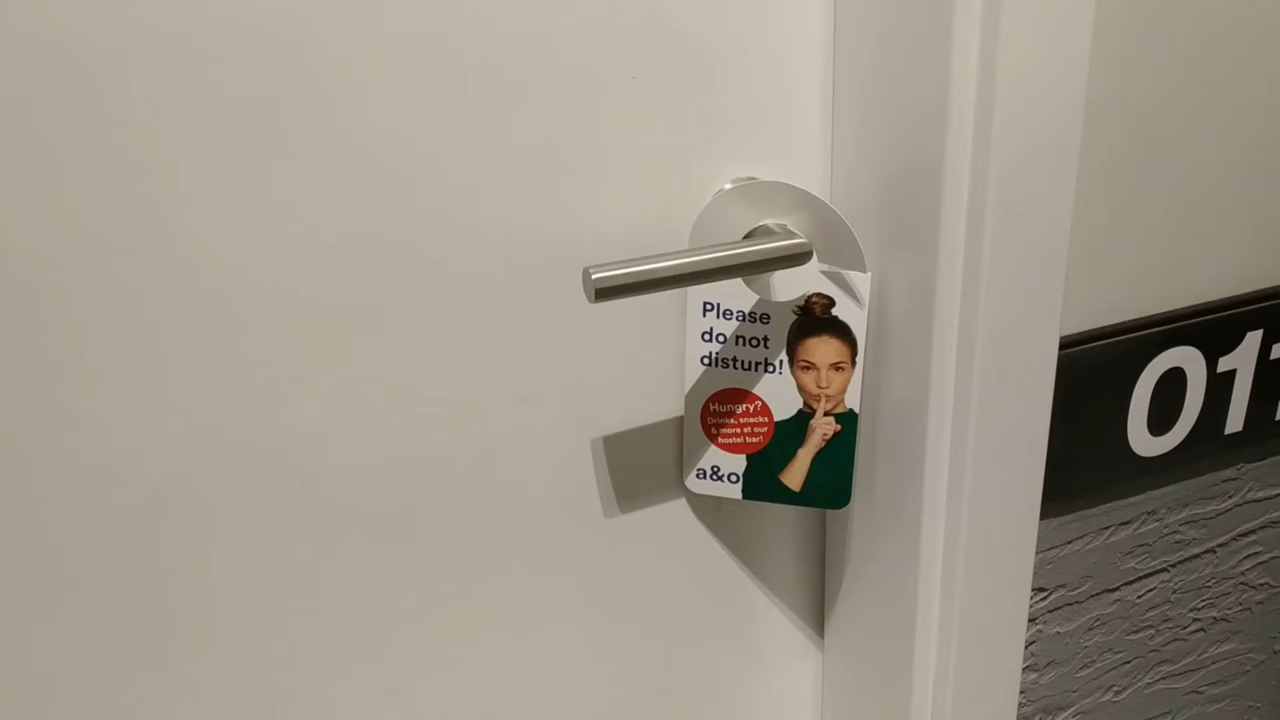 Please
do not
disturb!
Hungry?
Drinks, snacks
& more at our
hostel bar!
a&o
01